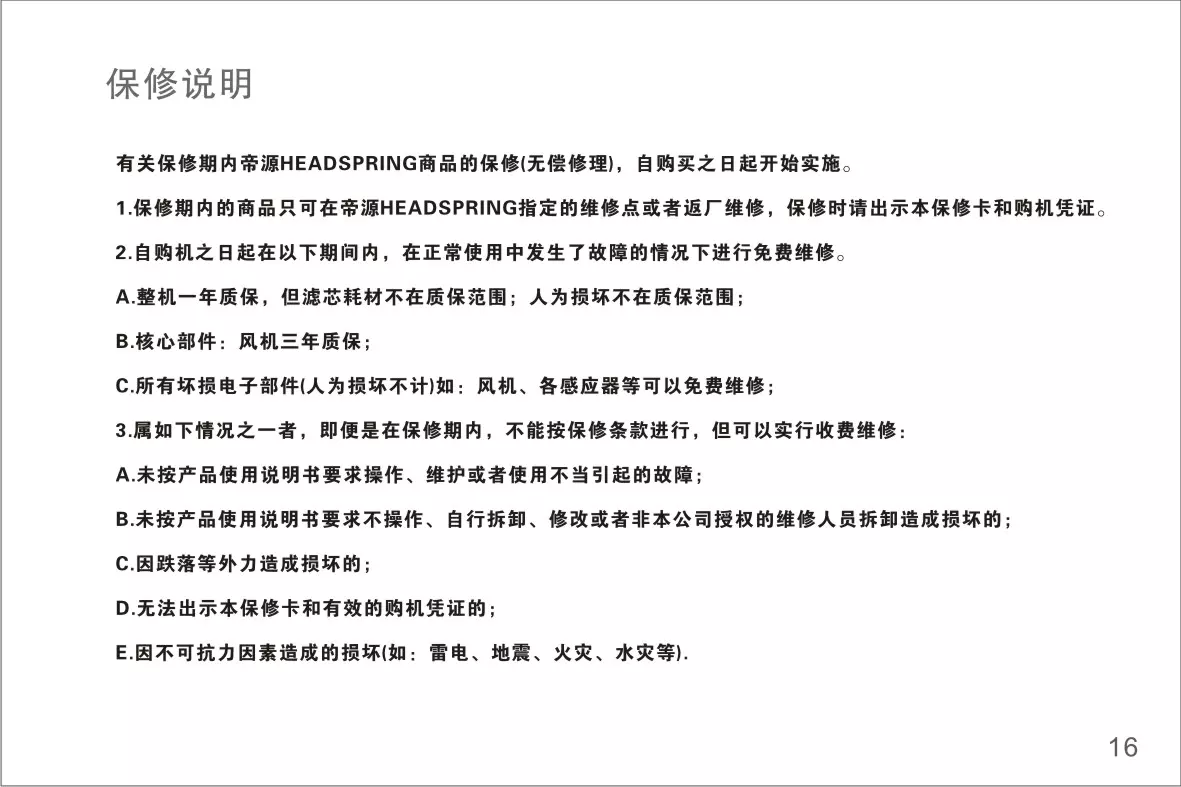 保修说明
有关保修期内帝源HEADSPRING商品的保修(无偿修理)，自购买之日起开始实施。
1.保修期内的商品只可在帝源HEADSPRING指定的维修点或者返厂维修，保修时请出示本保修卡和购机凭证。
2.自购机之日起在以下期间内，在正常使用中发生了故障的情况下进行免费维修。
A.整机一年质保，但滤芯耗材不在质保范围；人为损坏不在质保范围；
B.核心部件：风机三年质保；
C.所有坏损电子部件(人为损坏不计)如：风机、各感应器等可以免费维修；
3.属如下情况之一者，即便是在保修期内，不能按保修条款进行，但可以实行收费维修：
A.未按产品使用说明书要求操作、维护或者使用不当引起的故障；
B.未按产品使用说明书要求不操作、自行拆卸、修改或者非本公司授权的维修人员拆卸造成损坏的；
C.因跌落等外力造成损坏的；
D.无法出示本保修卡和有效的购机凭证的；
E.因不可抗力因素造成的损坏(如：雷电、地震、火灾、水灾等).
16